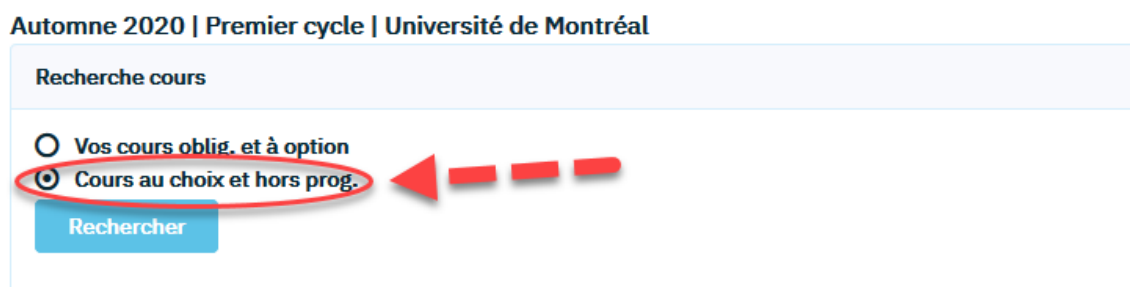 Automne 2020 | Premier cycle | Université de Montréal
Recherche cours
Vos cours oblig. et à option
Cours au choix et hors prog.
Rechercher